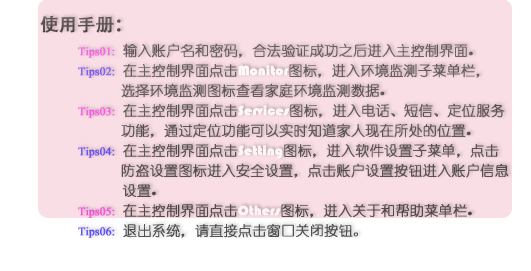 使用手册：
Tips01: 输入账户名和密码，合法验证成功之后进入主控制界面。
Tips02: 在主控制界面点击Monitor图标，进入环境监测子菜单栏，
选择环境监测图标查看家庭环境监测数据。
Tips03: 在主控制界面点击Services图标，进入电话、短信、定位服务
功能，通过定位功能可以实时知道家人现在所处的位置。
Tips04: 在主控制界面点击Setting图标，进入软件设置子菜单，点击
防盗设置图标进入安全设置，点击账户设置按钮进入账户信息
设置。
Tips05: 在主控制界面点击Others图标，进入关于和帮助菜单栏。
Tips06: 退出系统，请直接点击窗口关闭按钮。